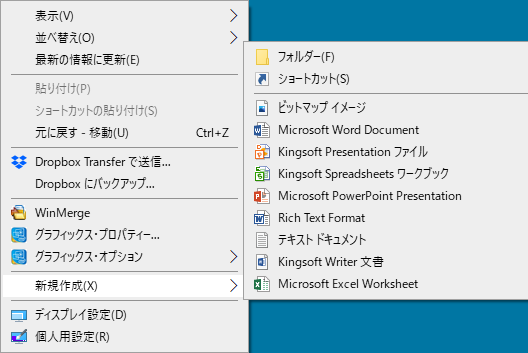 表示(V)
並べ替え(O)
最新の情報に更新(E)
貼り付け(P)
ショートカットの貼り付け(S)
元に戻す - 移動(U) Ctrl+Z
Dropbox Transfer で送信...
Dropbox にバックアップ...
WinMerge
グラフィックス・プロパティー...
グラフィックス・オプション
新規作成(X)
ディスプレイ設定(D)
個人用設定(R)
フォルダー(F)
ショートカット(S)
ビットマップ イメージ
Microsoft Word Document
Kingsoft Presentation ファイル
Kingsoft Spreadsheets ワークブック
Microsoft PowerPoint Presentation
Rich Text Format
テキスト ドキュメント
Kingsoft Writer 文書
Microsoft Excel Worksheet